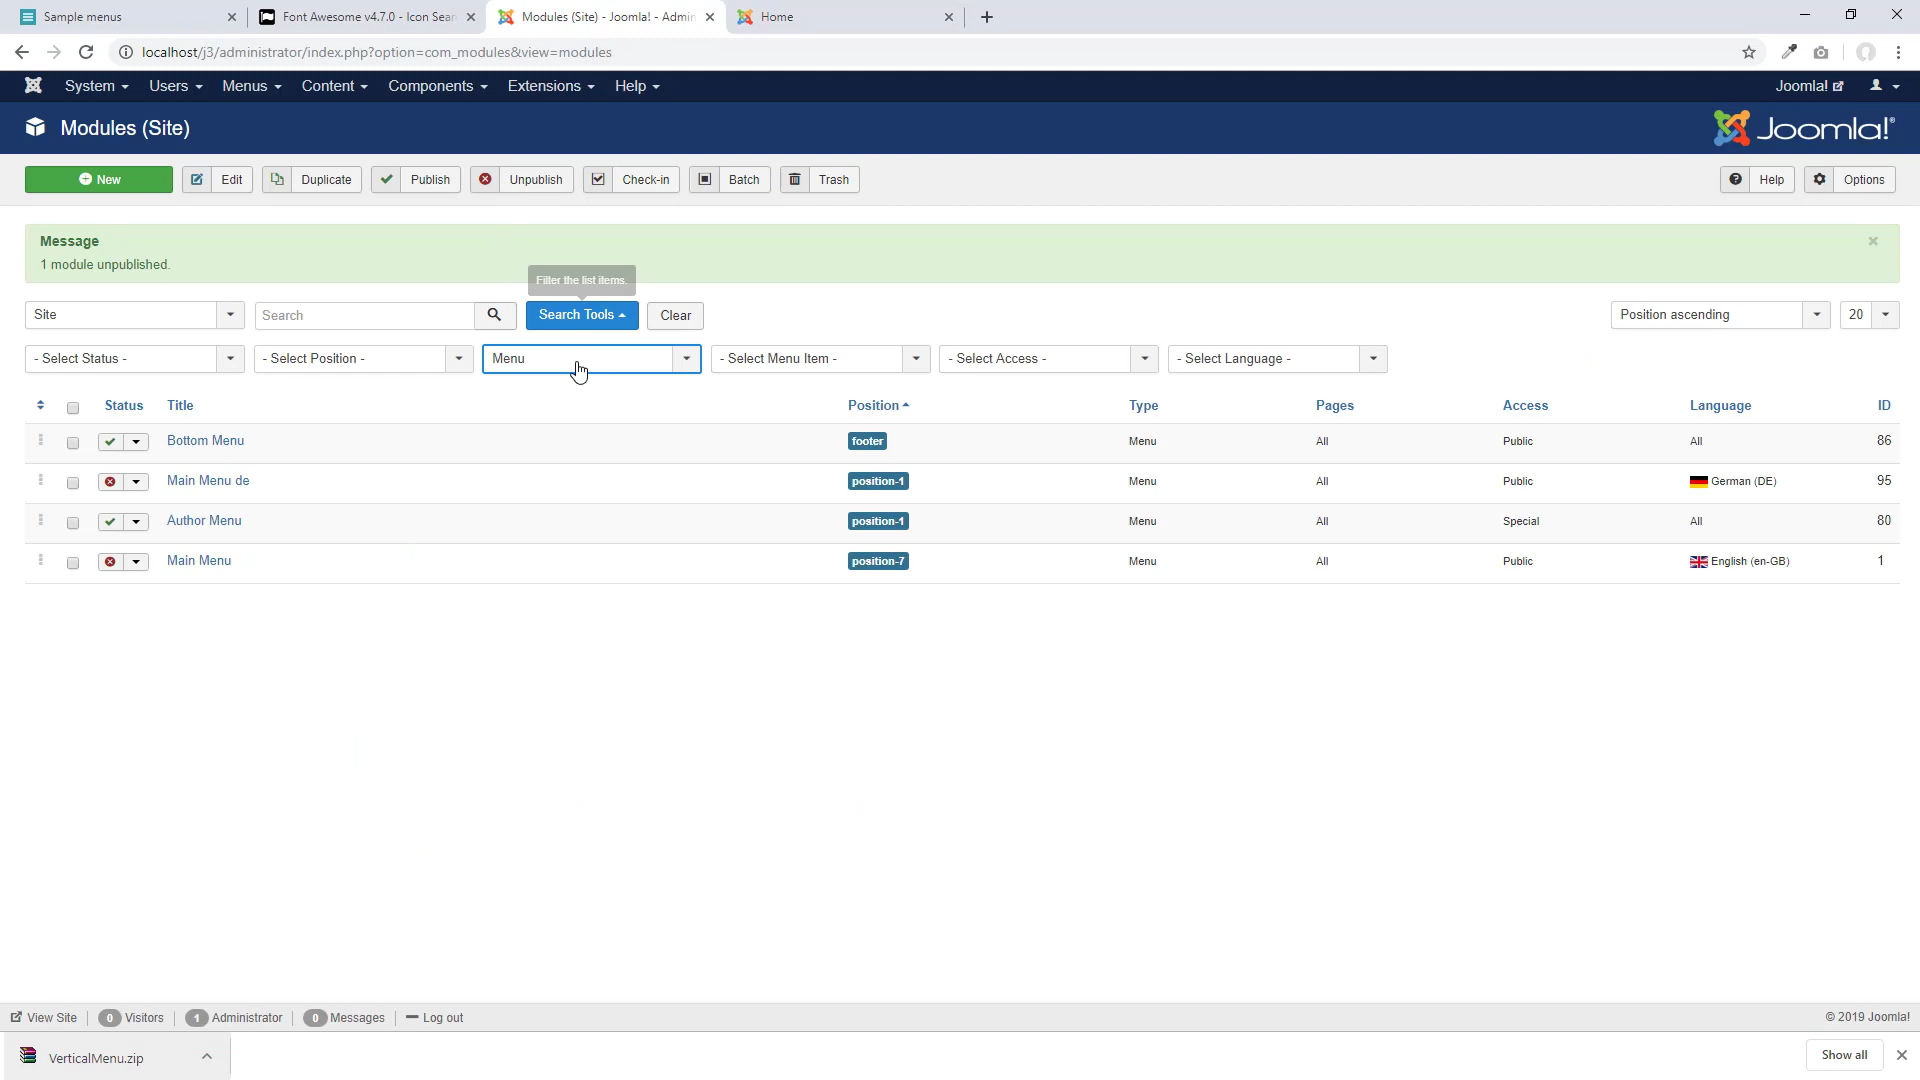 Sample menus
Font Awesome v4.7.0 - Icon Sear
Modules (Site) - Joomla! - Admin
Home
localhost/j3/administrator/index.php?option=com_modules&view=modules
System Users Menus Content Components Extensions Help Joomla!
Modules (Site) Joomla!®
New Edit Duplicate Publish Unpublish Check-in Batch Trash Help Options
Message
1 module unpublished.
Filter the list items.
Site Search Search Tools Clear Position ascending 20
- Select Status - - Select Position - Menu - Select Menu Item - - Select Access - - Select Language -
Status Title Position Type Pages Access Language ID
Bottom Menu footer Menu All Public All 86
Main Menu de position-1 Menu All Public German (DE) 95
Author Menu position-1 Menu All Special All 80
Main Menu position-7 Menu All Public English (en-GB) 1
View Site 0 Visitors 1 Administrator 0 Messages Log out © 2019 Joomla!
VerticalMenu.zip Show all